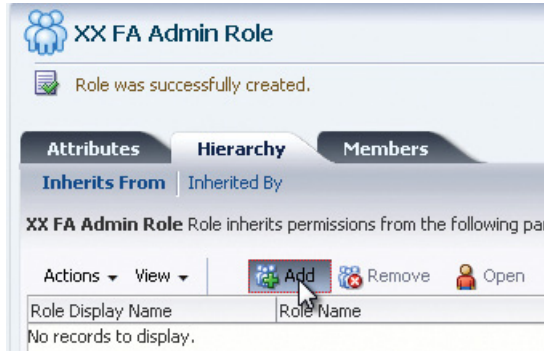 XX FA Admin Role
Role was successfully created.
Attributes Hierarchy Members
Inherits From Inherited By
XX FA Admin Role Role inherits permissions from the following
Actions View Add Remove Open
Role Display Name Role Name
No records to display.